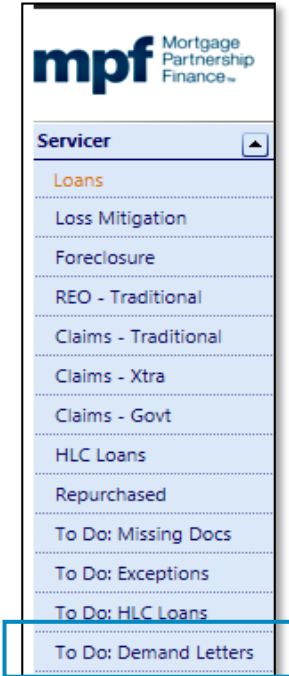 mpf Mortgage
Partnership
Finance℠
Servicer
Loans
Loss Mitigation
Foreclosure
REO - Traditional
Claims - Traditional
Claims - Xtra
Claims - Govt
HLC Loans
Repurchased
To Do: Missing Docs
To Do: Exceptions
To Do: HLC Loans
To Do: Demand Letters